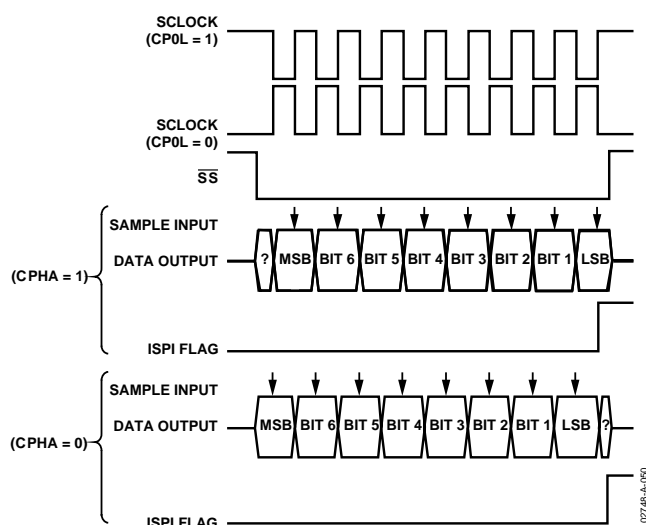 SCLOCK
(CP0L = 1)
SCLOCK
(CP0L = 0)
SS
SAMPLE INPUT
DATA OUTPUT
? MSB BIT 6 BIT 5 BIT 4 BIT 3 BIT 2 BIT 1 LSB
(CPHA = 1)
ISPI FLAG
SAMPLE INPUT
DATA OUTPUT
MSB BIT 6 BIT 5 BIT 4 BIT 3 BIT 2 BIT 1 LSB ?
(CPHA = 0)
ISPI FLAG
02748-A-050